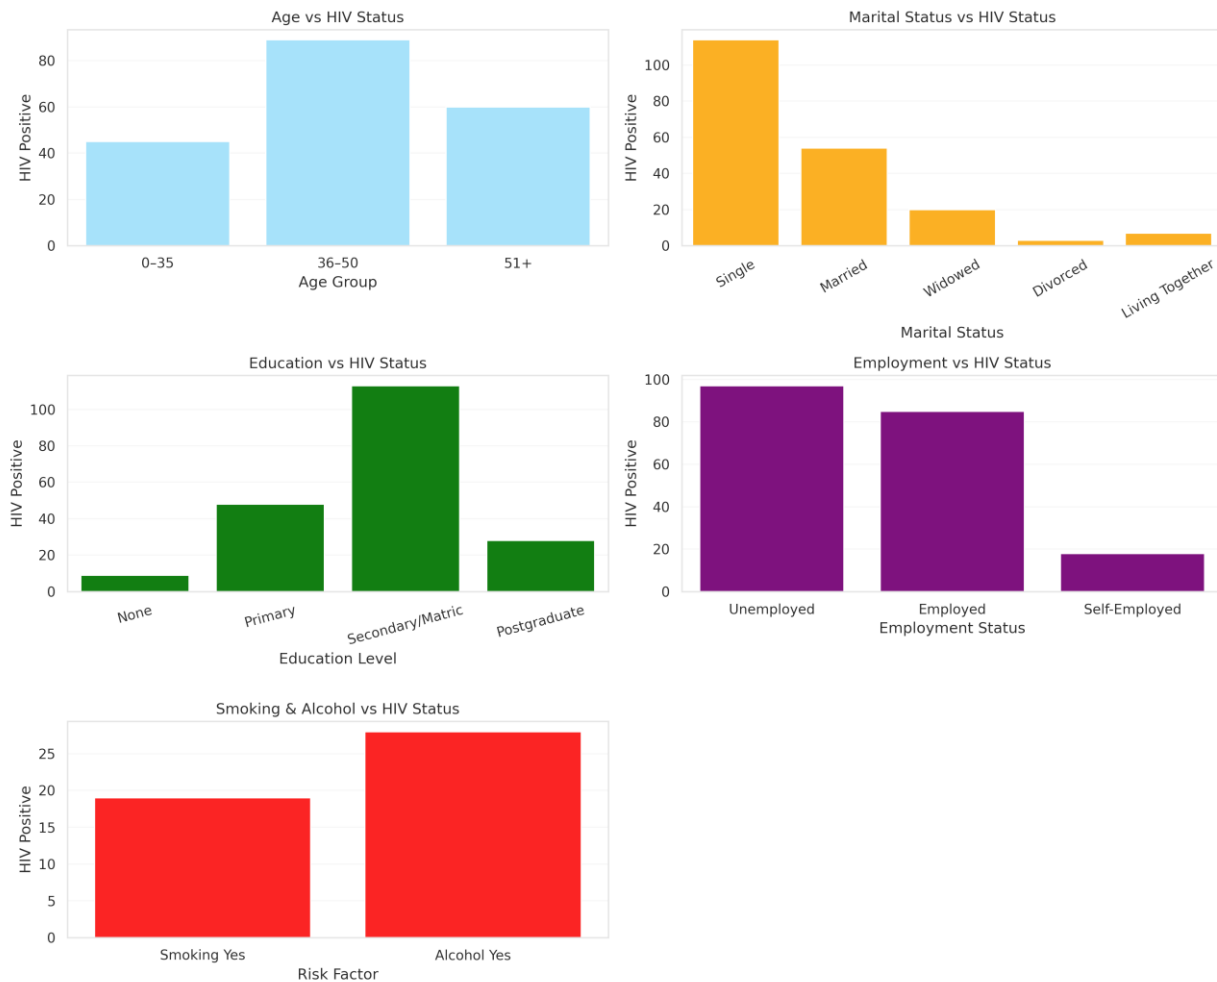 Age vs HIV Status
HIV Positive
80
60
40
20
0
0–35 36–50 51+
Age Group
Marital Status vs HIV Status
HIV Positive
100
80
60
40
20
0
Single Married Widowed Divorced Living Together
Marital Status
Education vs HIV Status
HIV Positive
100
80
60
40
20
0
None Primary Secondary/Matric Postgraduate
Education Level
Employment vs HIV Status
HIV Positive
100
80
60
40
20
0
Unemployed Employed Self-Employed
Employment Status
Smoking & Alcohol vs HIV Status
HIV Positive
25
20
15
10
5
0
Smoking Yes Alcohol Yes
Risk Factor